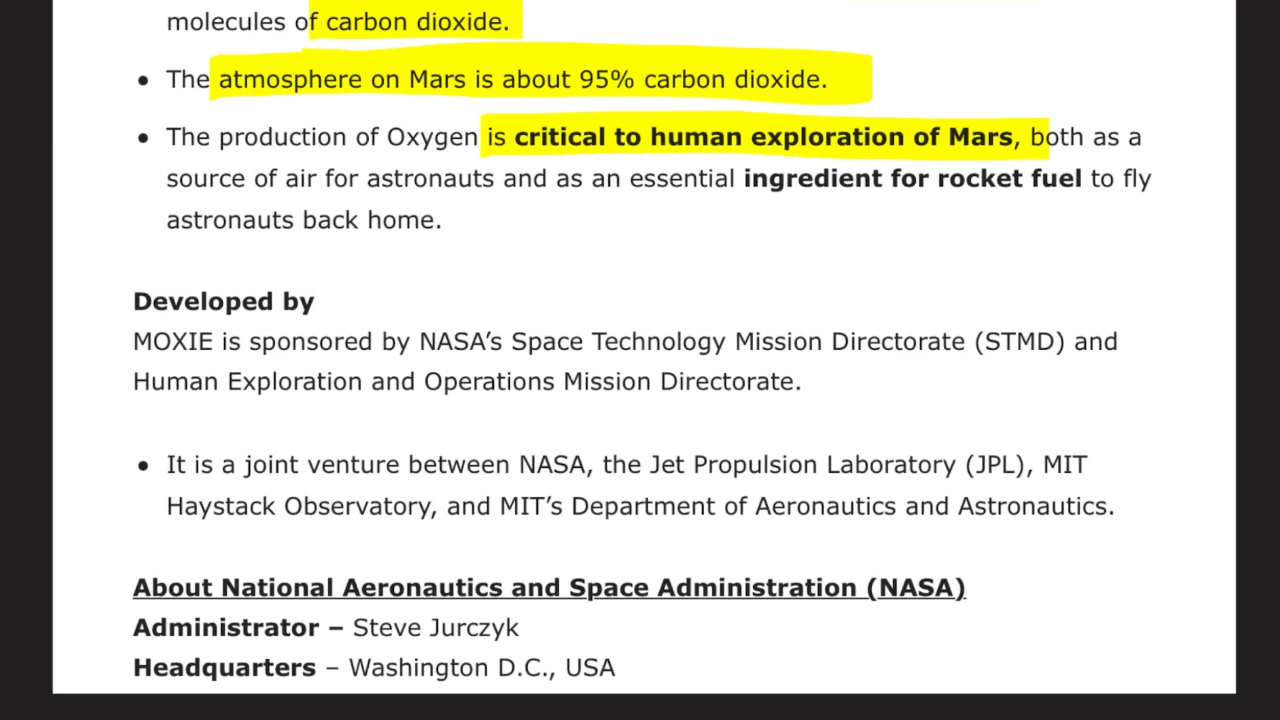 molecules of carbon dioxide.
• The atmosphere on Mars is about 95% carbon dioxide.
• The production of Oxygen is critical to human exploration of Mars, both as a
source of air for astronauts and as an essential ingredient for rocket fuel to fly
astronauts back home.
Developed by
MOXIE is sponsored by NASA’s Space Technology Mission Directorate (STMD) and
Human Exploration and Operations Mission Directorate.
• It is a joint venture between NASA, the Jet Propulsion Laboratory (JPL), MIT
Haystack Observatory, and MIT’s Department of Aeronautics and Astronautics.
About National Aeronautics and Space Administration (NASA)
Administrator – Steve Jurczyk
Headquarters – Washington D.C., USA